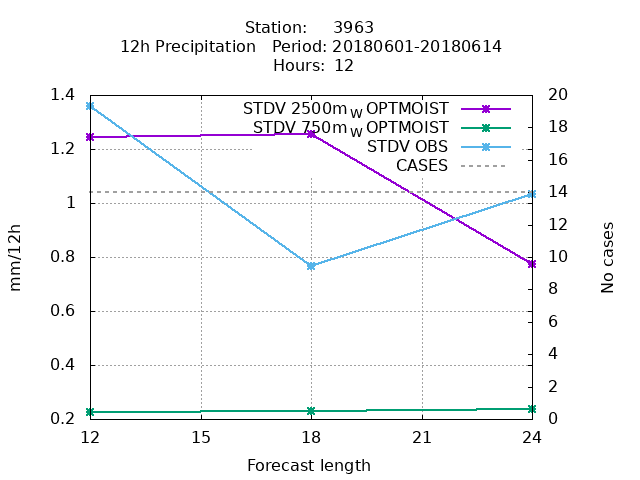 Station: 3963
12h Precipitation Period: 20180601-20180614
Hours: 12
STDV 2500m_W OPTMOIST
STDV 750m_W OPTMOIST
STDV OBS
CASES
1.4
1.2
1
0.8
0.6
0.4
0.2
20
18
16
14
12
10
8
6
4
2
0
mm/12h
No cases
12 15 18 21 24
Forecast length